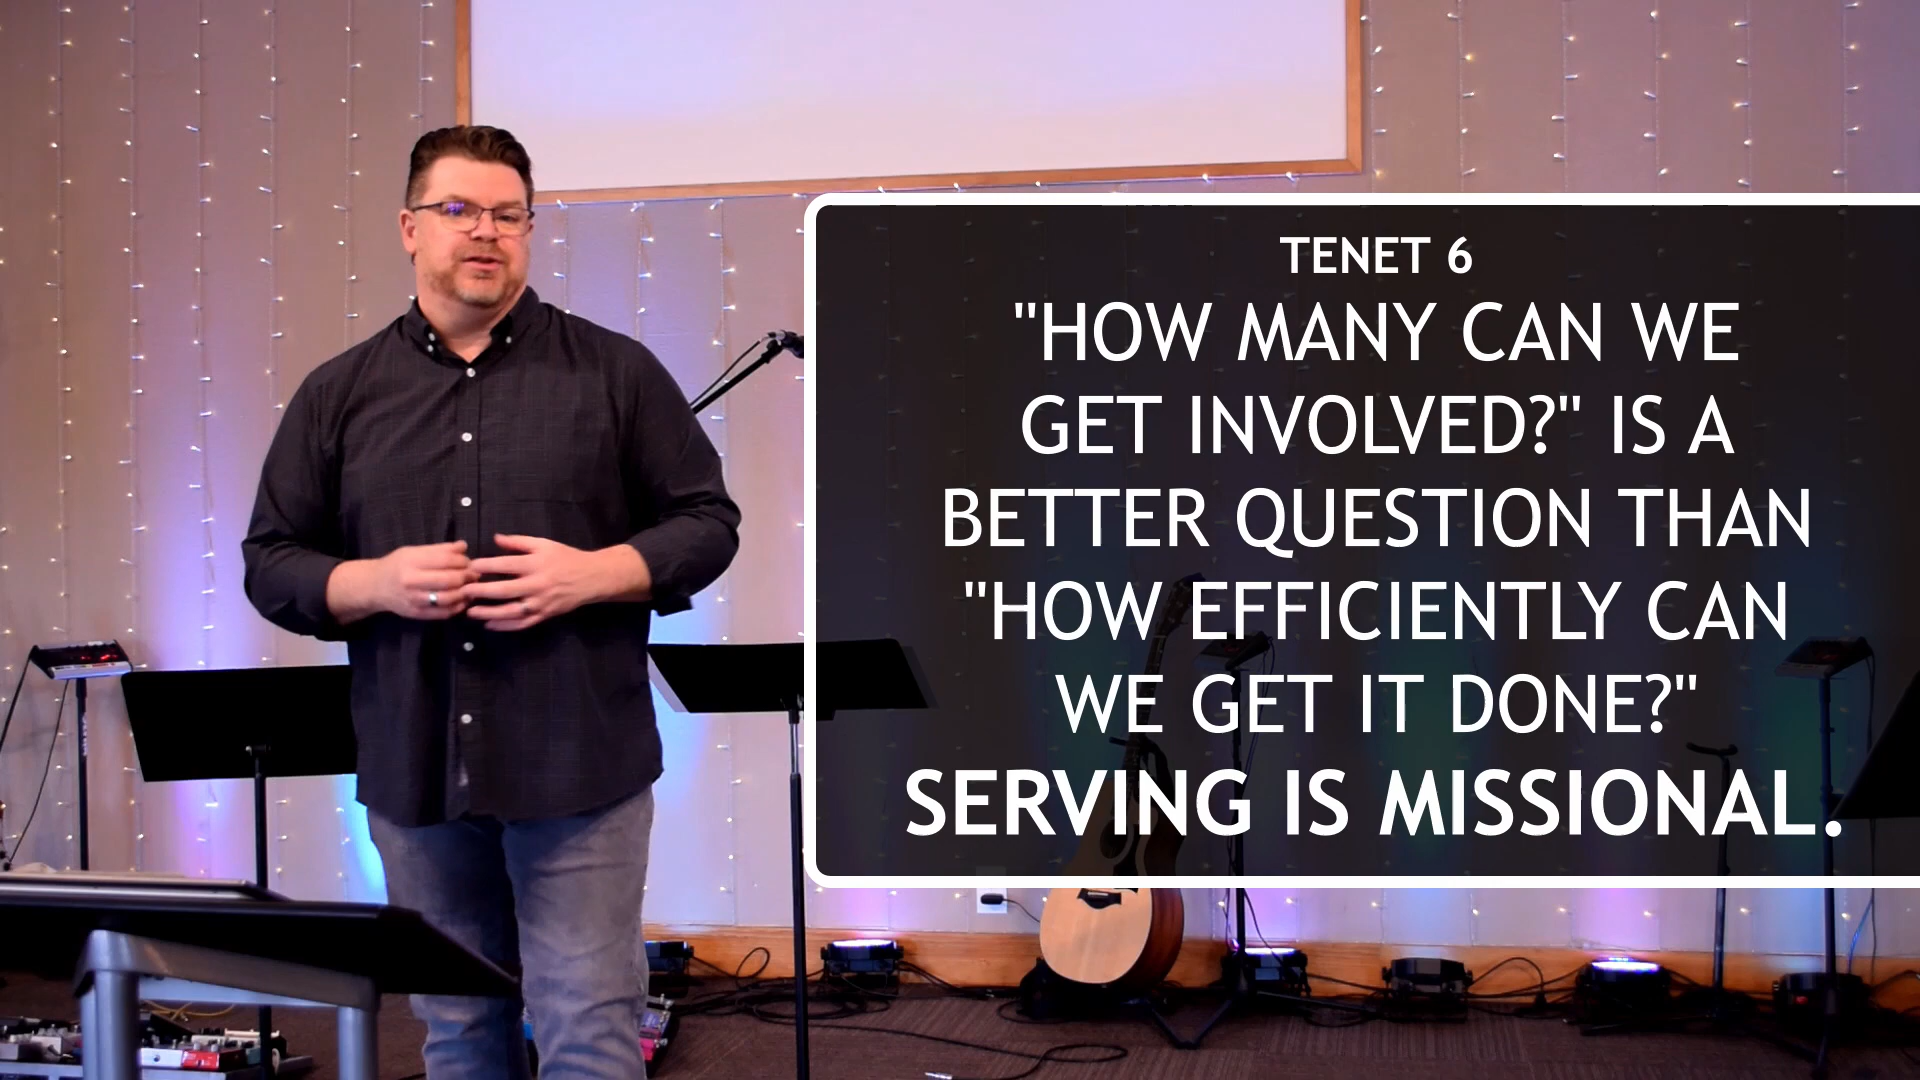 TENET 6
"HOW MANY CAN WE
GET INVOLVED?" IS A
BETTER QUESTION THAN
"HOW EFFICIENTLY CAN
WE GET IT DONE?"
SERVING IS MISSIONAL.